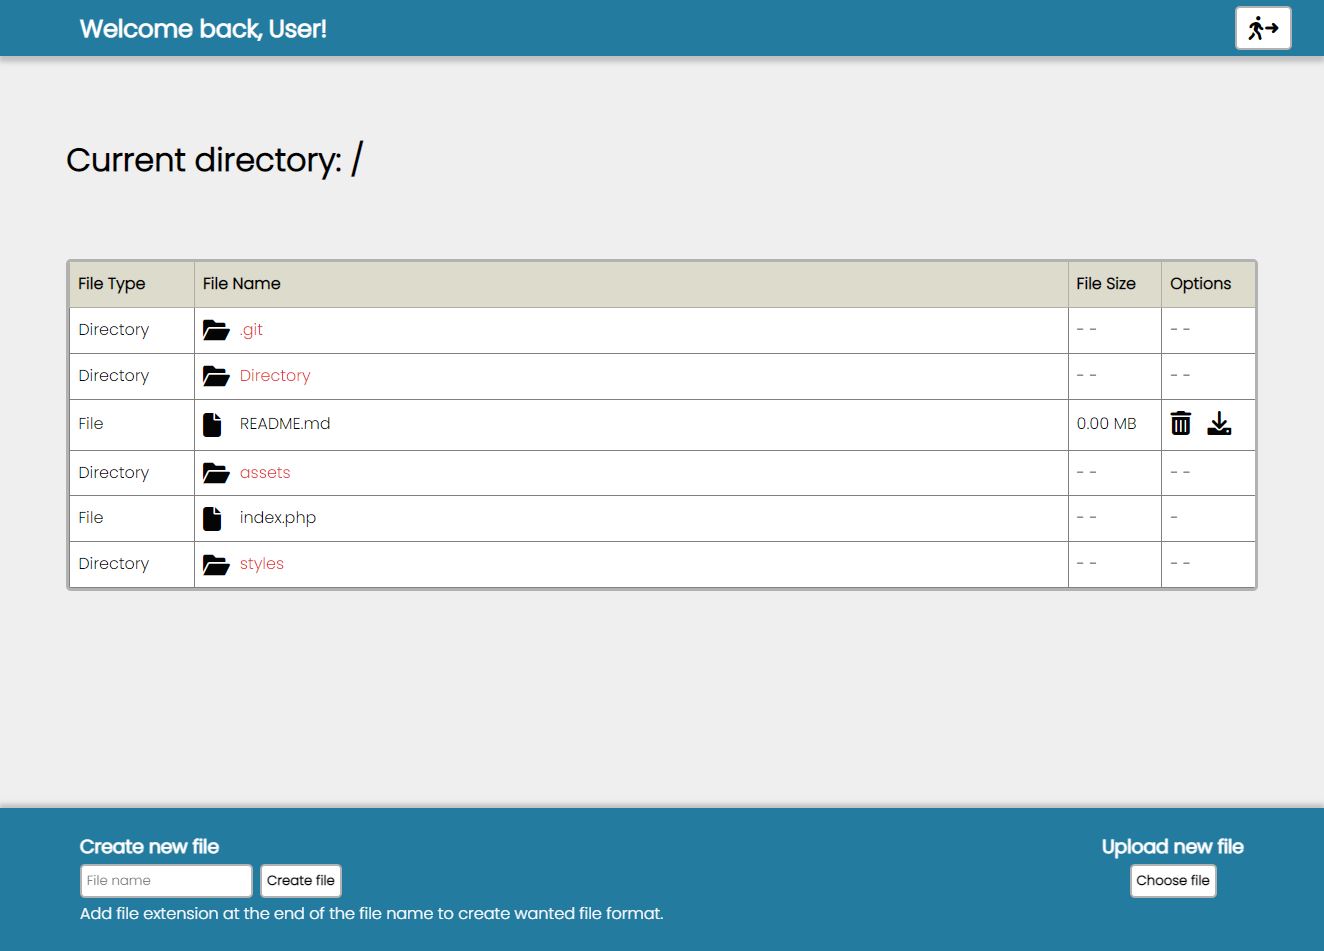 Welcome back, User!
Current directory: /
File Type File Name File Size Options
Directory .git - - - -
Directory Directory - - - -
File README.md 0.00 MB
Directory assets - - - -
File index.php - - -
Directory styles - - - -
Create new file Upload new file
File name Create file Choose file
Add file extension at the end of the file name to create wanted file format.